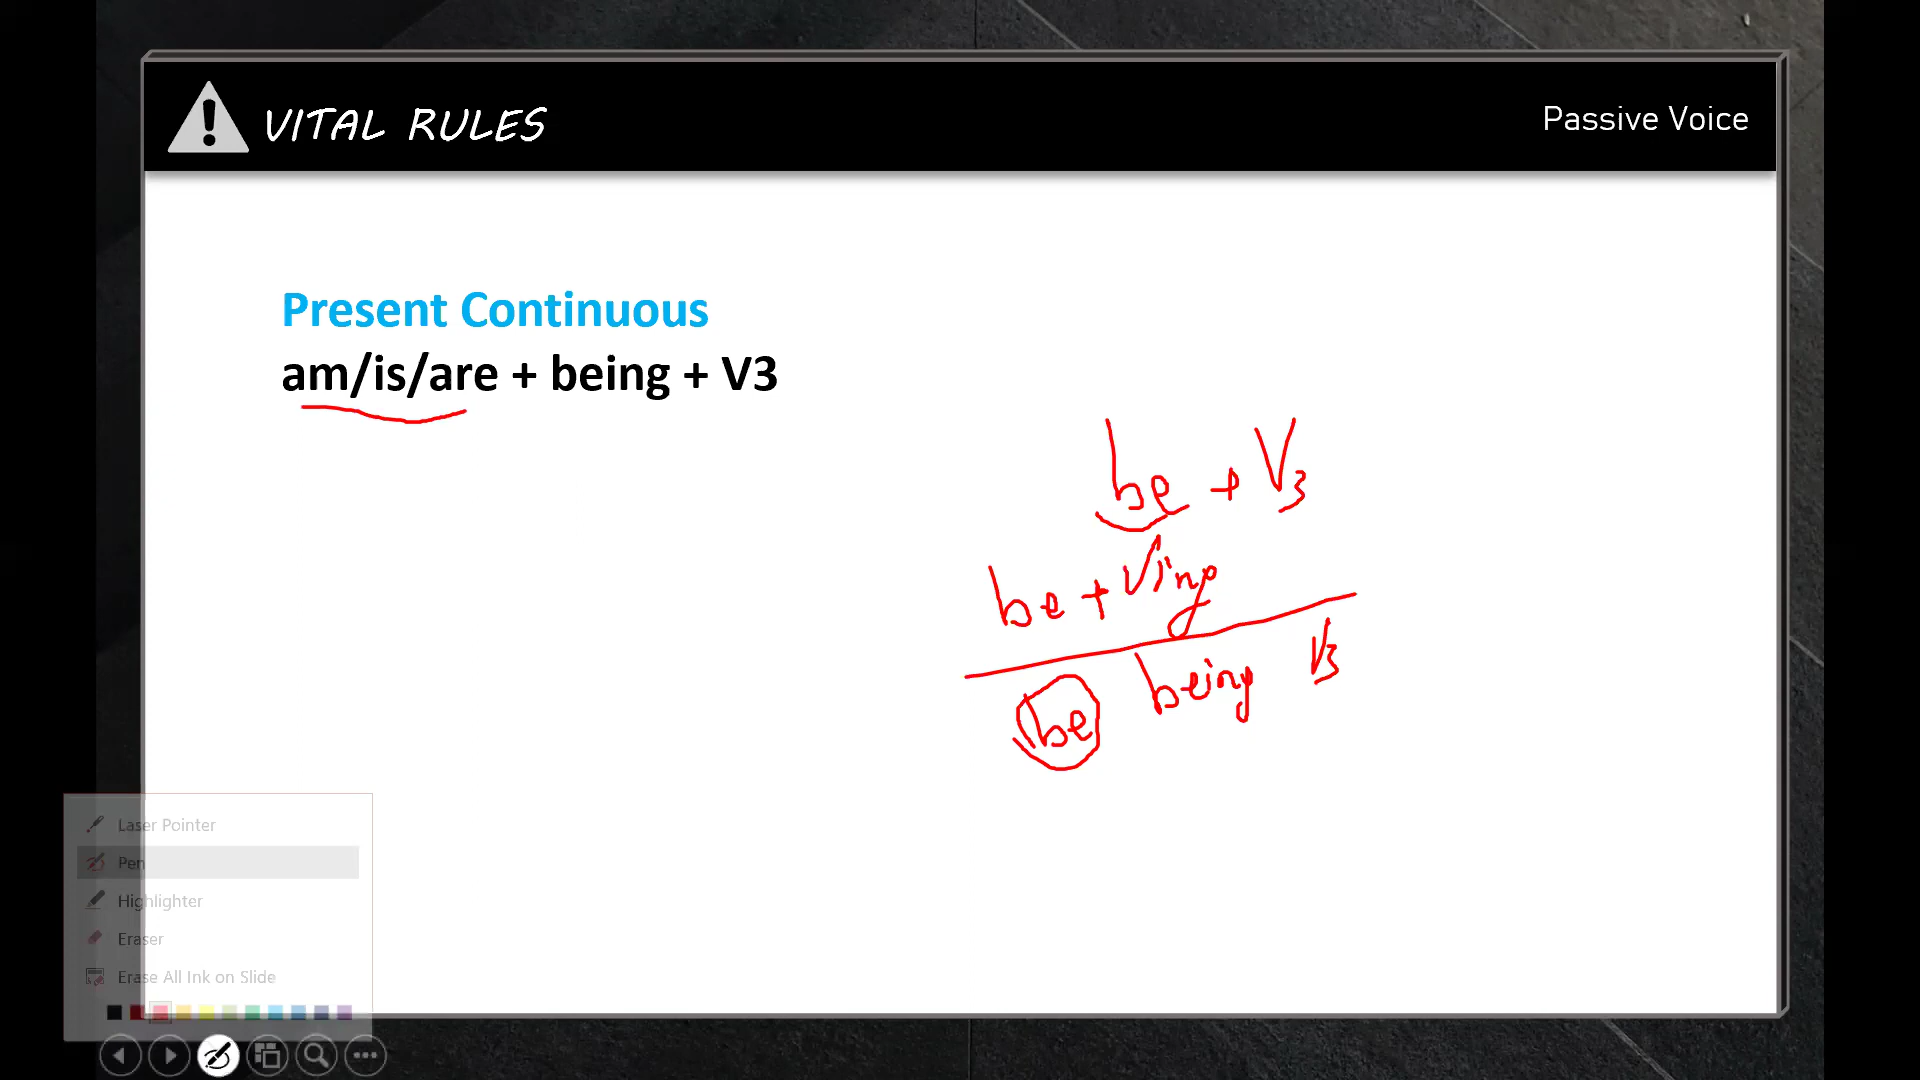 VITAL RULES
Passive Voice
Present Continuous
am/is/are + being + V3
be + V3
be + Ving
be being V3
Laser Pointer
Pen
Highlighter
Eraser
Erase All Ink on Slide